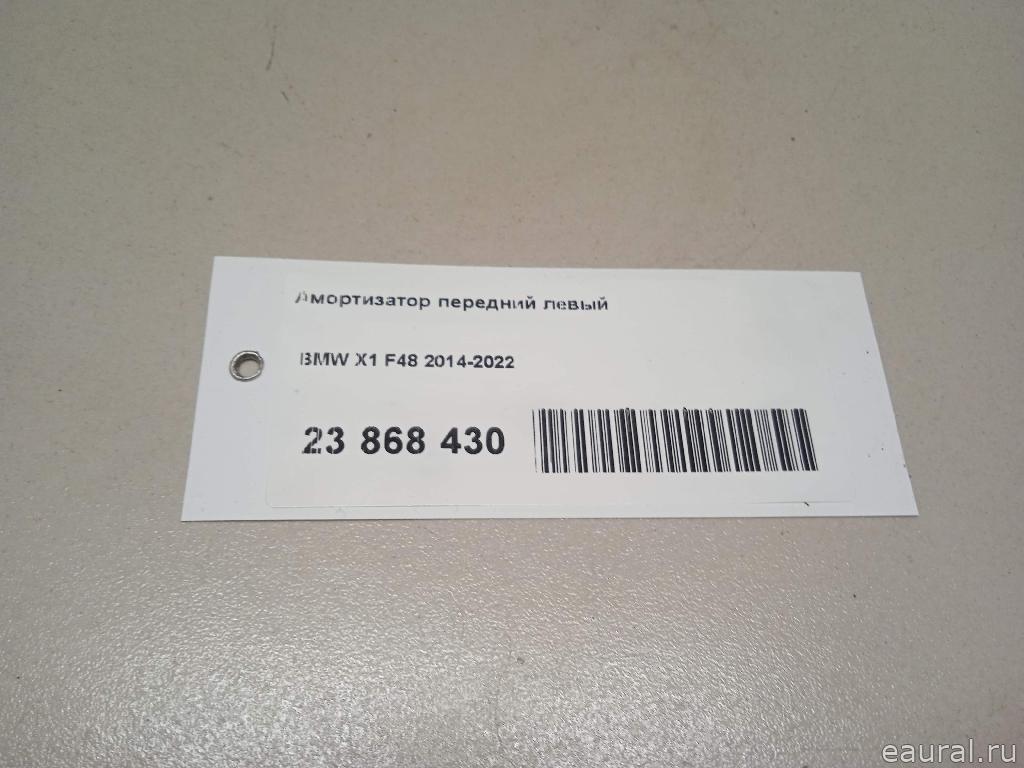 Амортизатор передний левый
BMW X1 F48 2014-2022
23 868 430
eaural.ru